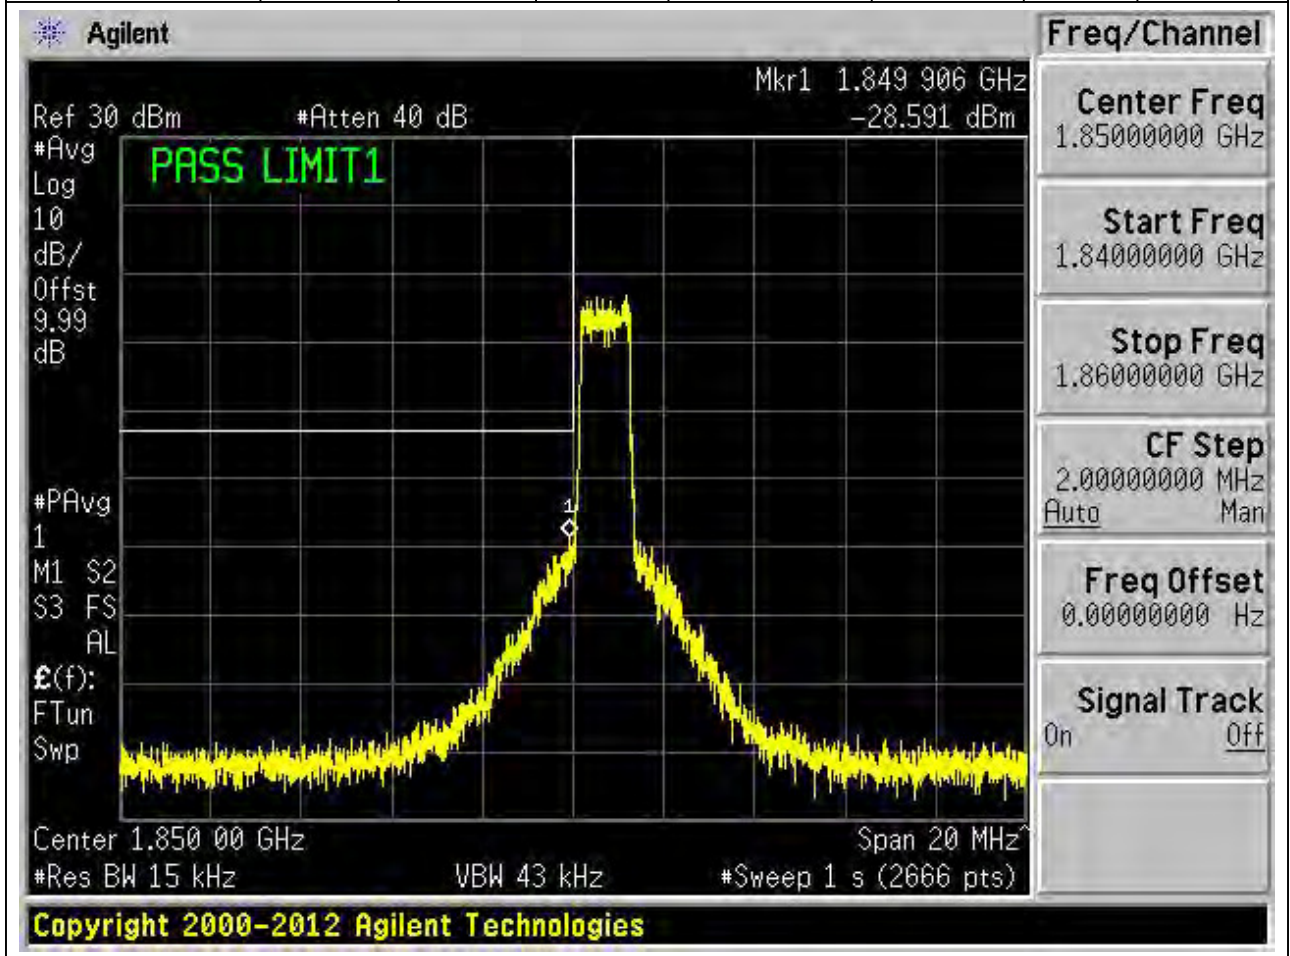 Agilent
Freq/Channel
Mkr1 1.849 906 GHz
Ref 30 dBm #Atten 40 dB -28.591 dBm
#Avg
Log
10
dB/
Offst
9.99
dB
PASS LIMIT1
#PAvg
1
M1 S2
S3 FS
AL
£(f):
FTun
Swp
1
Center 1.850 00 GHz Span 20 MHz^
#Res BW 15 kHz VBW 43 kHz #Sweep 1 s (2666 pts)
Center Freq
1.85000000 GHz
Start Freq
1.84000000 GHz
Stop Freq
1.86000000 GHz
CF Step
2.00000000 MHz
Auto Man
Freq Offset
0.00000000 Hz
Signal Track
On Off
Copyright 2000-2012 Agilent Technologies